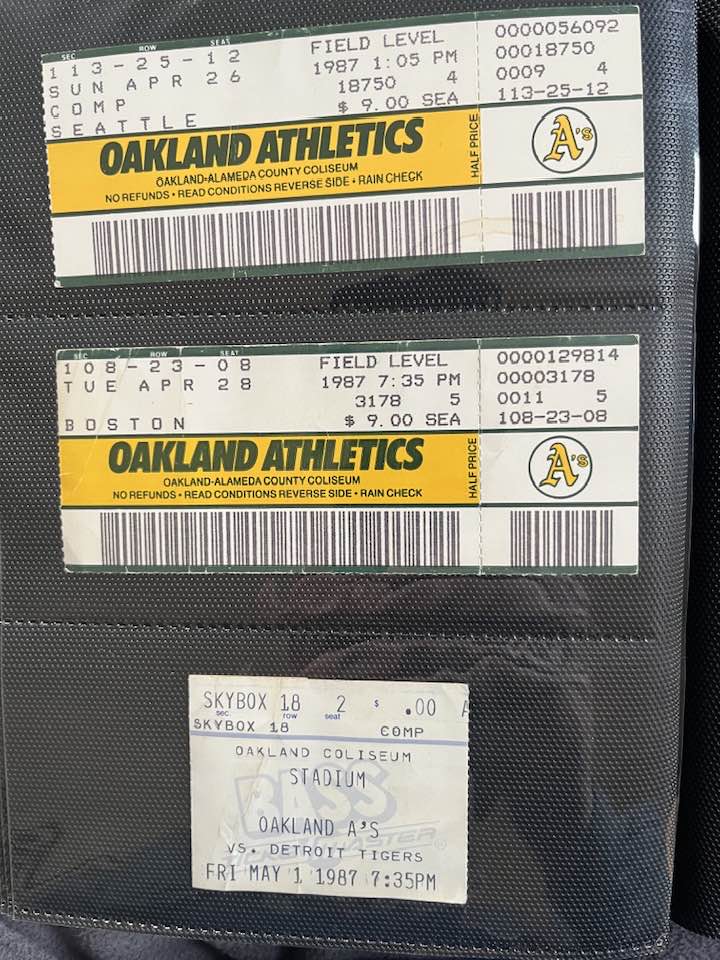 SEC ROW SEAT
113-25-12 FIELD LEVEL 0000056092
SUN APR 26 1987 1:05 PM 00018750
COMP 18750 4 0009 4
SEATTLE $ 9.00 SEA 113-25-12
OAKLAND ATHLETICS HALF PRICE A's
OAKLAND-ALAMEDA COUNTY COLISEUM
NO REFUNDS • READ CONDITIONS REVERSE SIDE • RAIN CHECK
SEC ROW SEAT
108-23-08 FIELD LEVEL 0000129814
TUE APR 28 1987 7:35 PM 00003178
3178 5 0011 5
BOSTON $ 9.00 SEA 108-23-08
OAKLAND ATHLETICS HALF PRICE A's
OAKLAND-ALAMEDA COUNTY COLISEUM
NO REFUNDS • READ CONDITIONS REVERSE SIDE • RAIN CHECK
SKYBOX 18 2 $ .00 A
sec. row seat
SKYBOX 18 COMP
OAKLAND COLISEUM
STADIUM
BASS
OAKLAND A'S
TICKETMASTER®
VS. DETROIT TIGERS
FRI MAY 1 1987 7:35PM